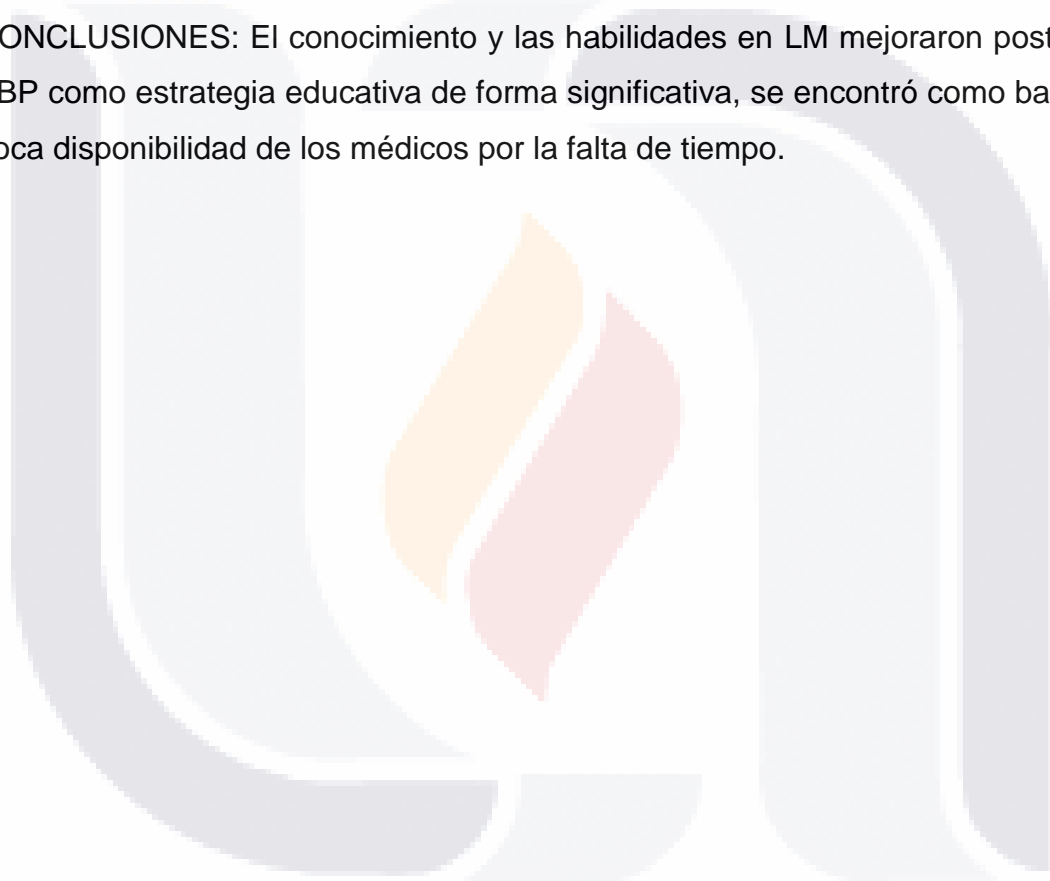 ONCLUSIONES: El conocimiento y las habilidades en LM mejoraron post
BP como estrategia educativa de forma significativa, se encontró como ba
oca disponibilidad de los médicos por la falta de tiempo.